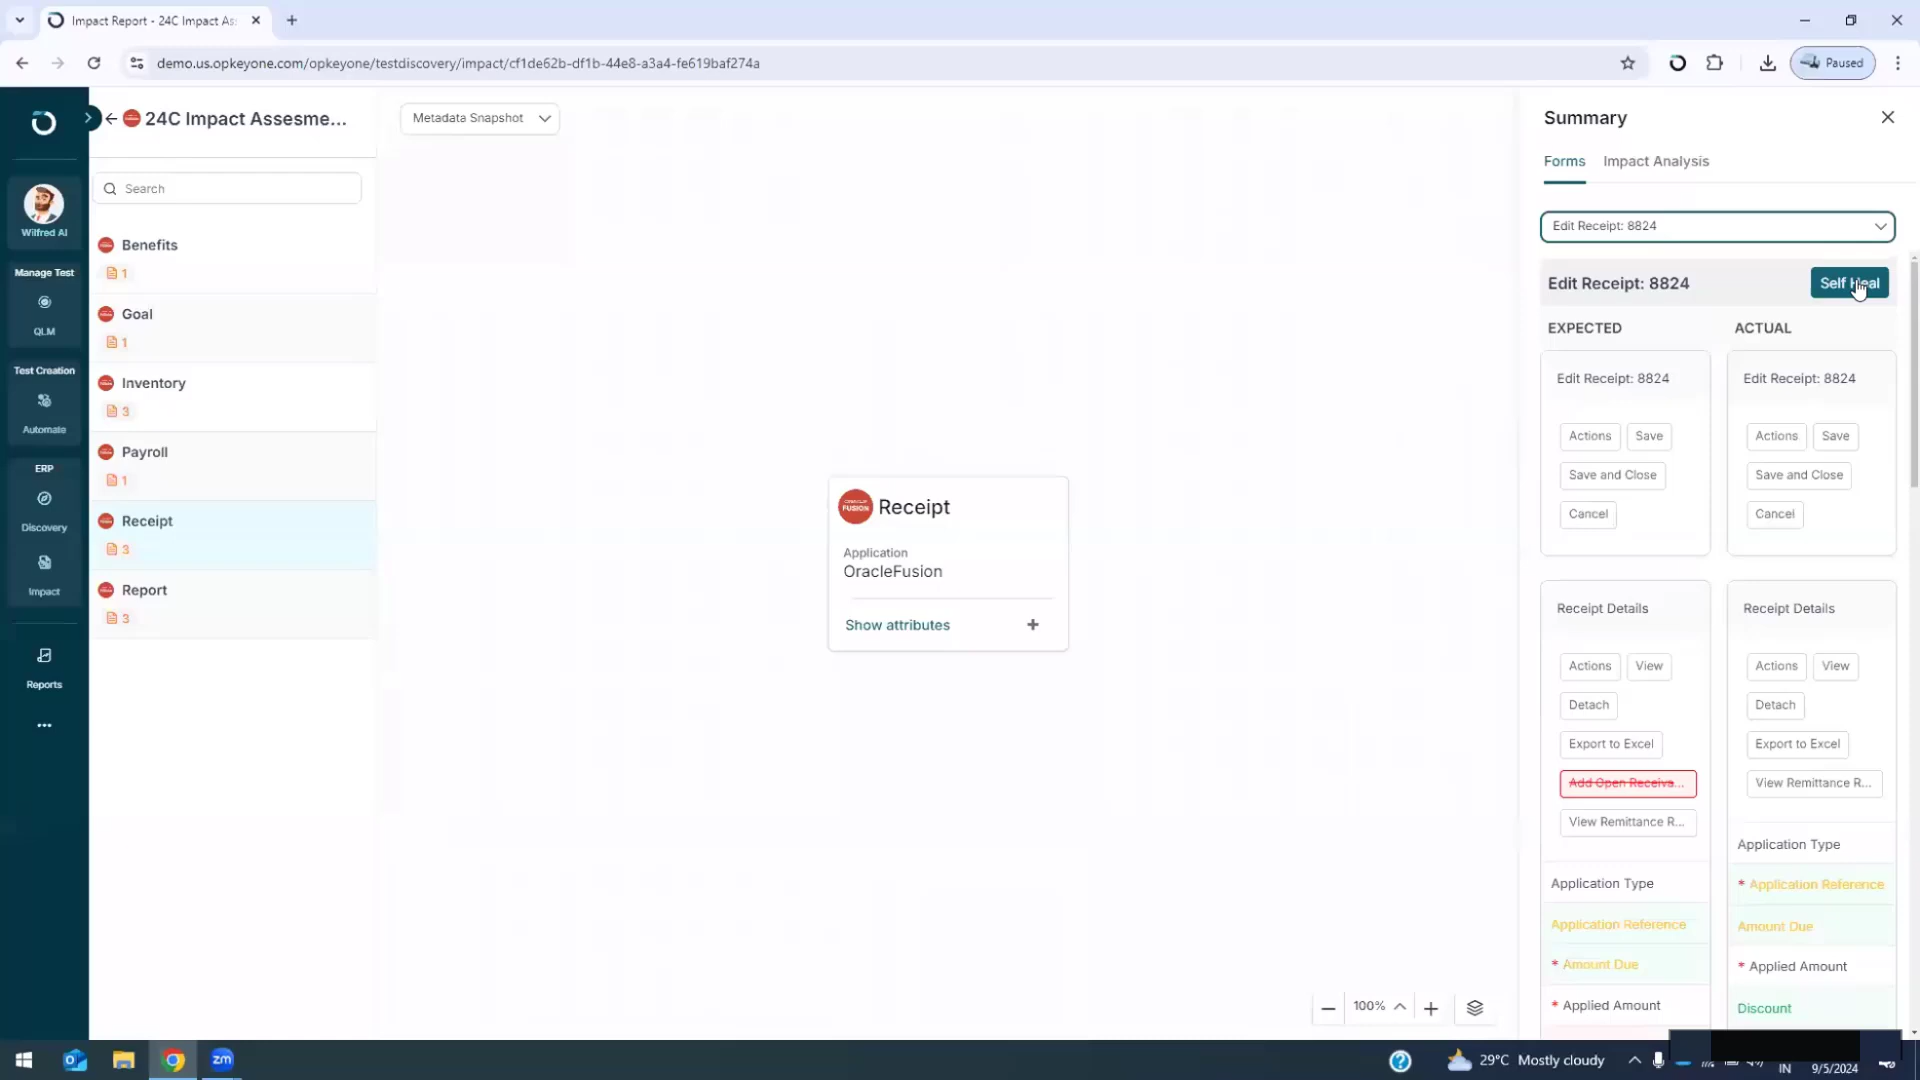 Impact Report - 24C Impact As
demo.us.opkeyone.com/opkeyone/testdiscovery/impact/cf1de62b-df1b-44e8-a3a4-fe619baf274a
Paused
24C Impact Assesme...
Metadata Snapshot
Search
Wilfred AI
Manage Test
QLM
Test Creation
Automate
ERP
Discovery
Impact
Reports
Benefits
1
Goal
1
Inventory
3
Payroll
1
Receipt
3
Report
3
ORACLE
FUSION
Receipt
Application
OracleFusion
Show attributes
100%
Summary
Forms Impact Analysis
Edit Receipt: 8824
Edit Receipt: 8824
Self Heal
EXPECTED
Edit Receipt: 8824
Actions Save
Save and Close
Cancel
Receipt Details
Actions View
Detach
Export to Excel
Add Open Receiva...
View Remittance R...
Application Type
Application Reference
* Amount Due
* Applied Amount
ACTUAL
Edit Receipt: 8824
Actions Save
Save and Close
Cancel
Receipt Details
Actions View
Detach
Export to Excel
View Remittance R...
Application Type
* Application Reference
Amount Due
* Applied Amount
Discount
zm
29°C Mostly cloudy
IN
9/5/2024